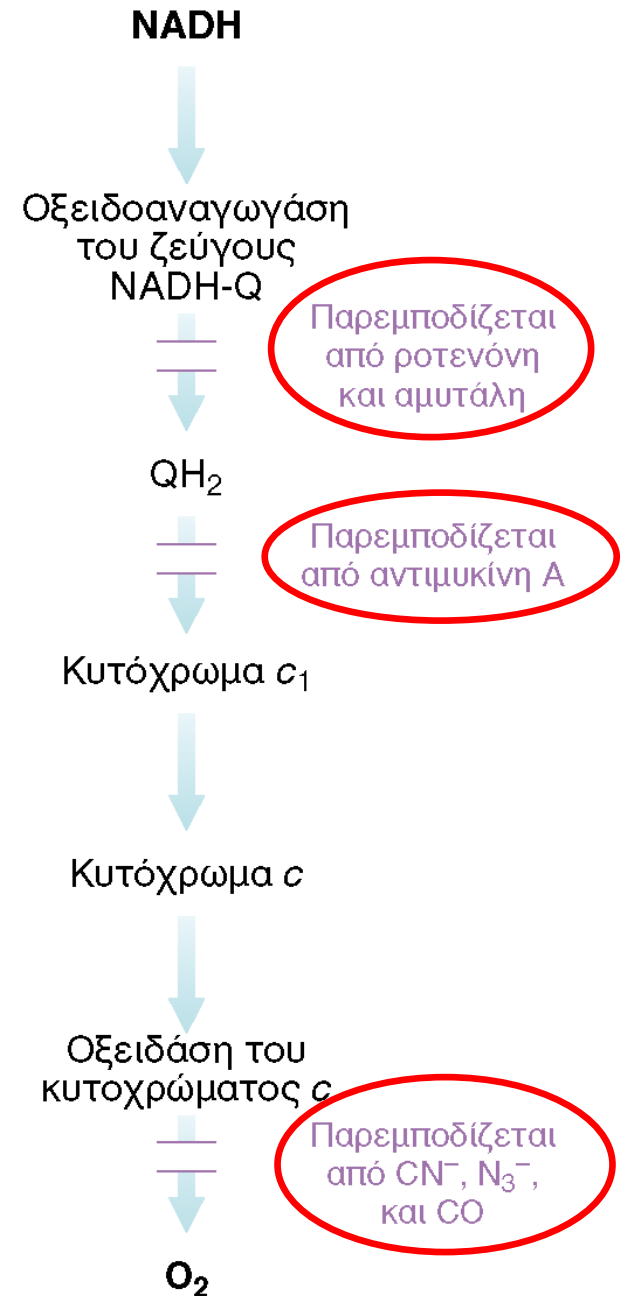 NADH
Οξειδοαναγωγάση
του ζεύγους
NADH-Q
Παρεμποδίζεται
από ροτενόνη
και αμυτάλη
QH₂
Παρεμποδίζεται
από αντιμυκίνη A
Κυτόχρωμα c₁
Κυτόχρωμα c
Οξειδάση του
κυτοχρώματος c
Παρεμποδίζεται
από CN⁻, N₃⁻,
και CO
O₂